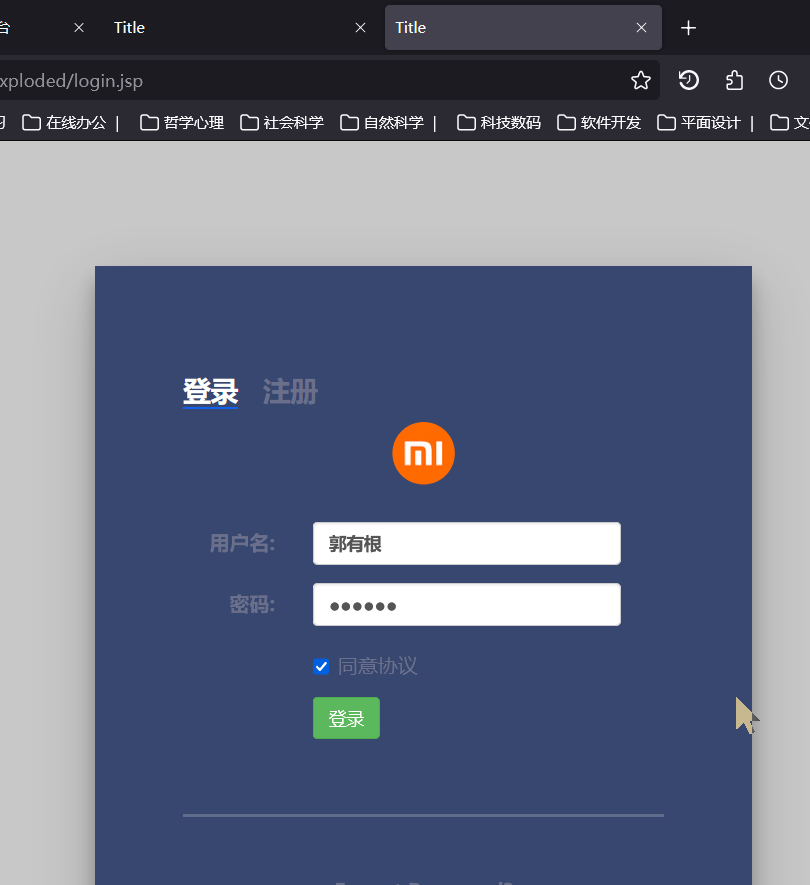 台 Title Title
xploded/login.jsp
习 在线办公 | 哲学心理 社会科学 自然科学 | 科技数码 软件开发 平面设计 | 文
登录 注册
mi
用户名: 郭有根
密码: ●●●●●●
同意协议
登录